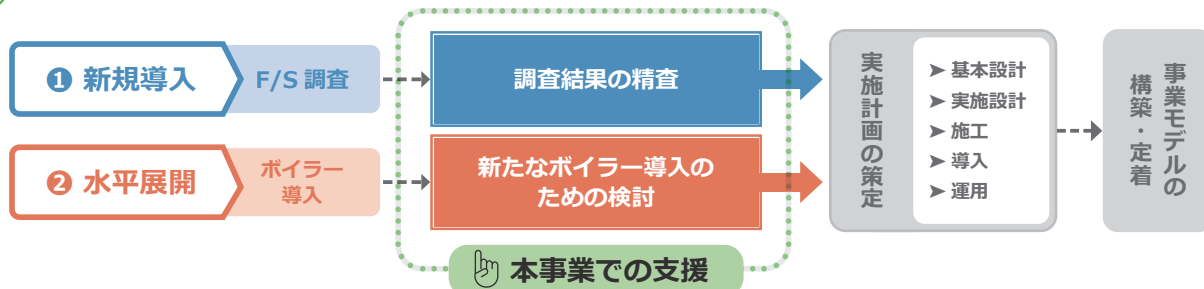 ❶ 新規導入
F/S 調査
調査結果の精査
❷ 水平展開
ボイラー
導入
新たなボイラー導入の
ための検討
本事業での支援
実施計画の策定
➤ 基本設計
➤ 実施設計
➤ 施工
➤ 導入
➤ 運用
事業モデルの
構築・定着